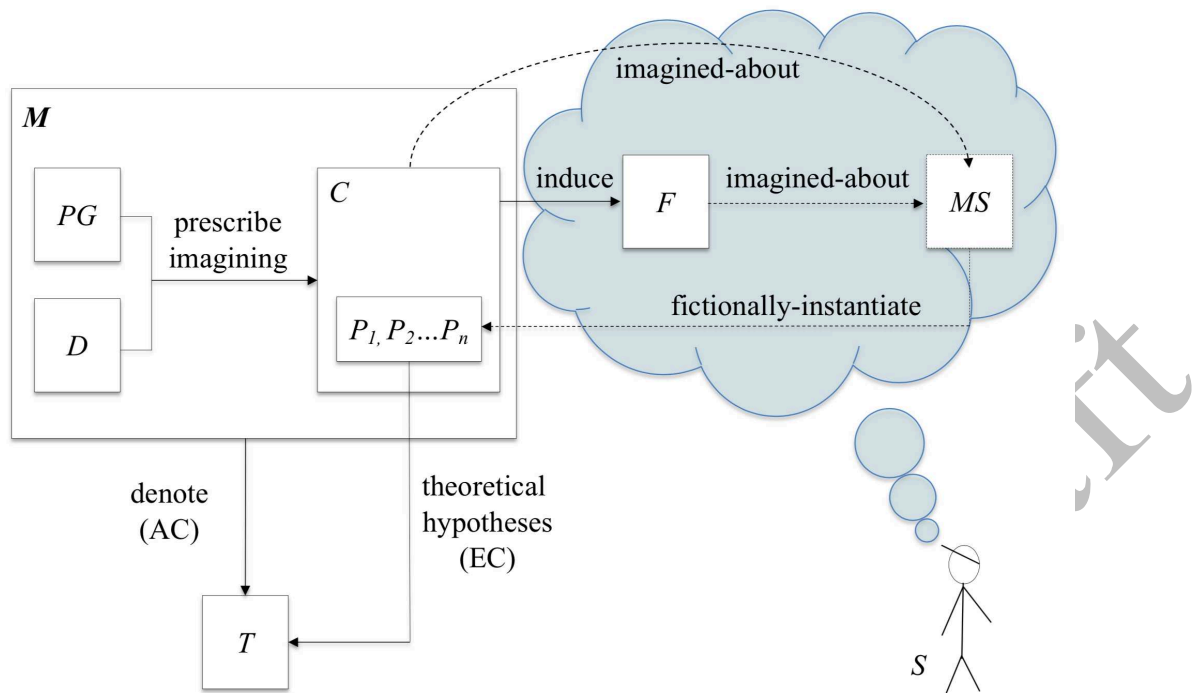 imagined-about
M
PG
prescribe
imagining
D
C
P1, P2...Pn
induce
F
imagined-about
MS
fictionally-instantiate
denote
(AC)
theoretical
hypotheses
(EC)
T
S